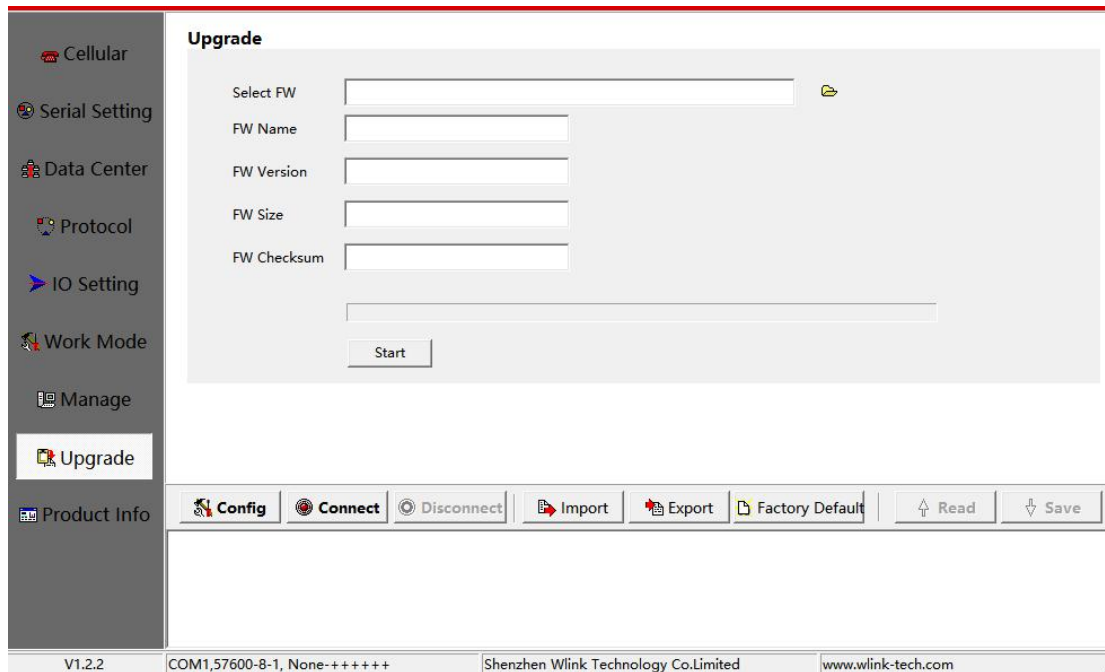 Cellular
Serial Setting
Data Center
Protocol
IO Setting
Work Mode
Manage
Upgrade
Product Info
Upgrade
Select FW
FW Name
FW Version
FW Size
FW Checksum
Start
Config Connect Disconnect Import Export Factory Default Read Save
V1.2.2 COM1,57600-8-1, None-++++++ Shenzhen Wlink Technology Co.Limited www.wlink-tech.com